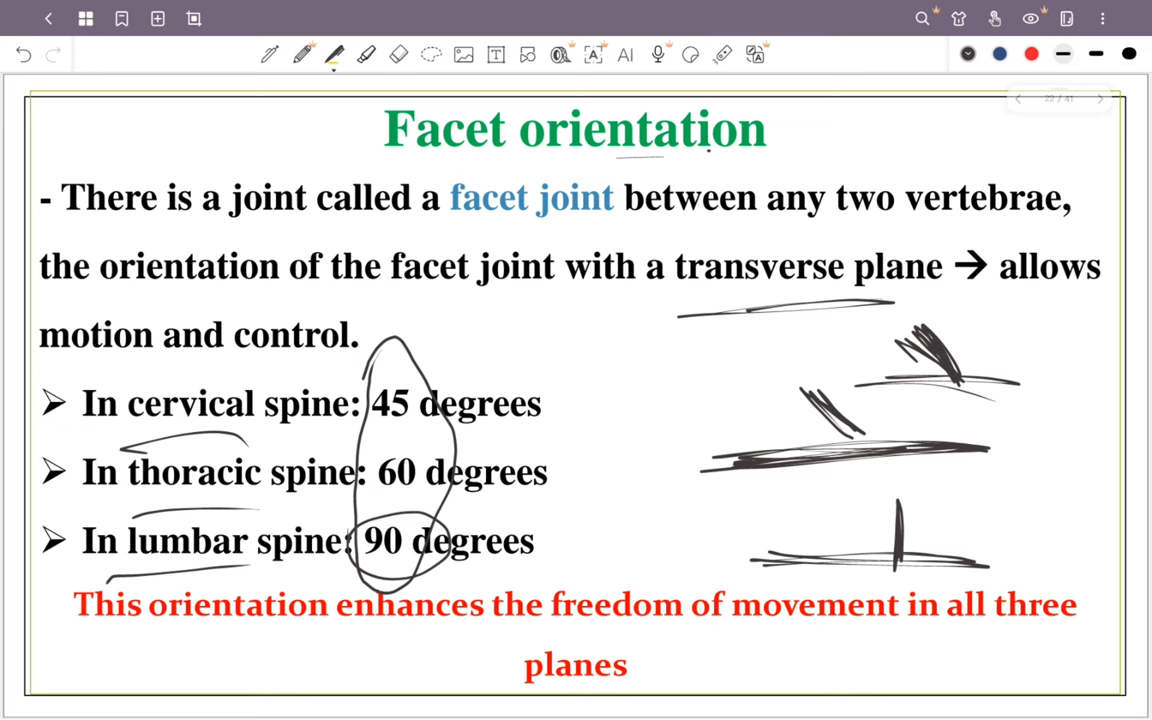 22 / 41
Facet orientation
- There is a joint called a facet joint between any two vertebrae,
the orientation of the facet joint with a transverse plane → allows
motion and control.
➢ In cervical spine: 45 degrees
➢ In thoracic spine: 60 degrees
➢ In lumbar spine: 90 degrees
This orientation enhances the freedom of movement in all three
planes